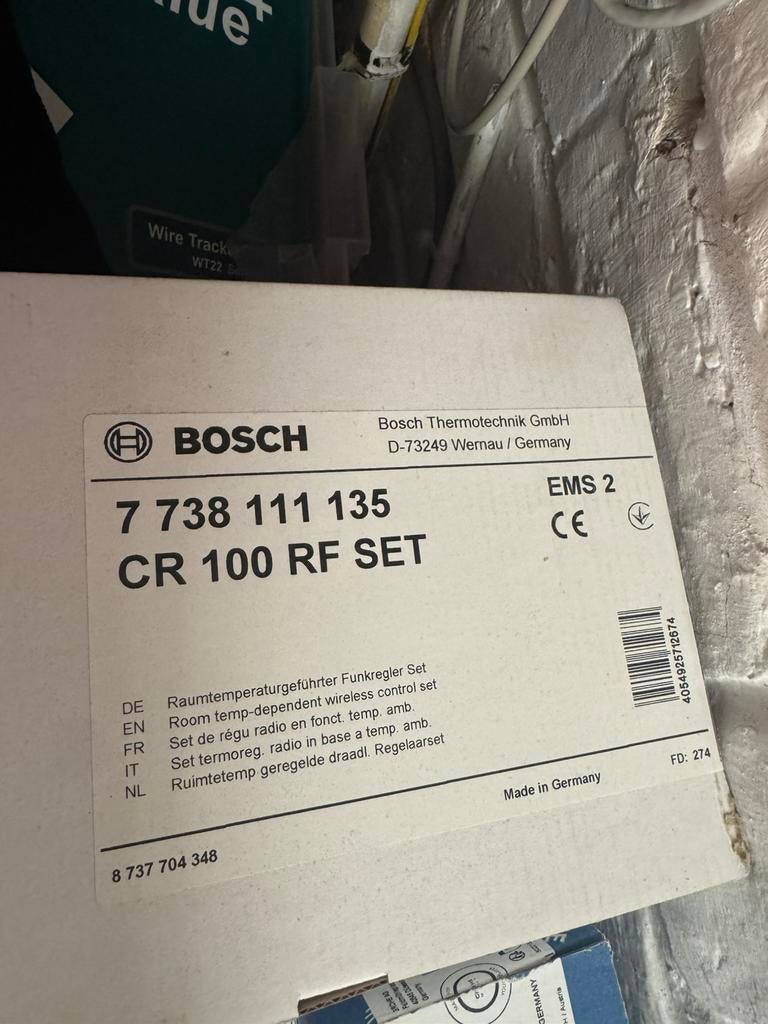 Wire
WT22
BOSCH
Bosch Thermotechnik GmbH
D-73249 Wernau / Germany
7 738 111 135
EMS 2
CE
CR 100 RF SET
4054925712674
DE Raumtemperaturgeführter Funkregler Set
EN Room temp-dependent wireless control set
FR Set de régu radio en fonct. temp. amb.
IT Set termoreg. radio in base a temp. amb.
NL Ruimtetemp geregelde draadl. Regelaarset
Made in Germany
FD: 274
8 737 704 348
GERMANY